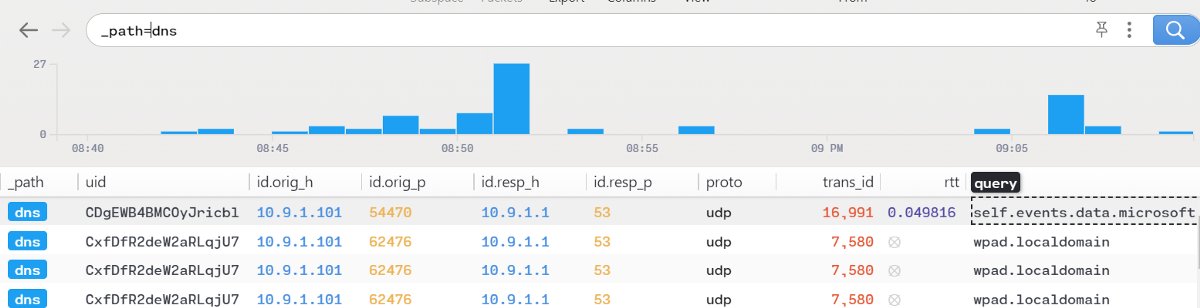 Subspace Packets Export Columns View From To
_path=dns
27
0
08:40 08:45 08:50 08:55 09 PM 09:05
_path uid id.orig_h id.orig_p id.resp_h id.resp_p proto trans_id rtt query
dns CDgEWB4BMCOyJricbl 10.9.1.101 54470 10.9.1.1 53 udp 16,991 0.049816 self.events.data.microsoft
dns CxfDfR2deW2aRLqjU7 10.9.1.101 62476 10.9.1.1 53 udp 7,580 wpad.localdomain
dns CxfDfR2deW2aRLqjU7 10.9.1.101 62476 10.9.1.1 53 udp 7,580 wpad.localdomain
dns CxfDfR2deW2aRLqjU7 10.9.1.101 62476 10.9.1.1 53 udp 7,580 wpad.localdomain